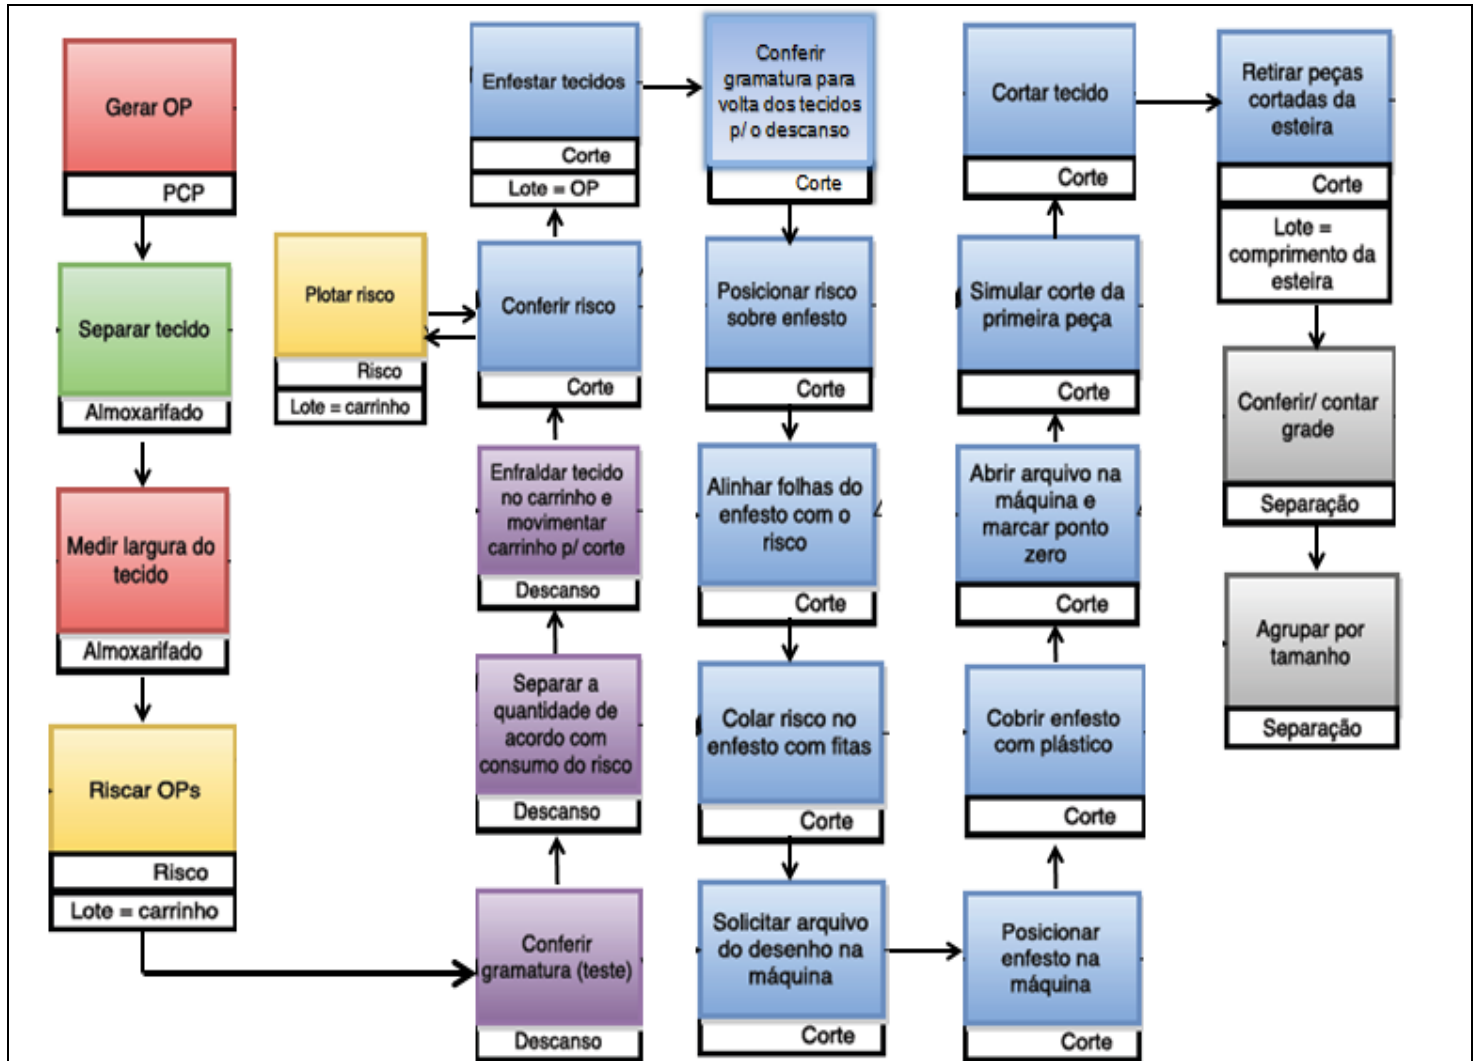 Gerar OP
PCP
Separar tecido
Almoxarifado
Medir largura do
tecido
Almoxarifado
Riscar OPs
Risco
Lote = carrinho
Plotar risco
Risco
Lote = carrinho
Conferir
gramatura (teste)
Descanso
Separar a
quantidade de
acordo com
consumo do risco
Descanso
Enfraldar tecido
no carrinho e
movimentar
carrinho p/ corte
Descanso
Conferir risco
Corte
Enfestar tecidos
Corte
Lote = OP
Conferir
gramatura para
volta dos tecidos
p/ o descanso
Corte
Posicionar risco
sobre enfesto
Corte
Alinhar folhas do
enfesto com o
risco
Corte
Colar risco no
enfesto com fitas
Corte
Solicitar arquivo
do desenho na
máquina
Corte
Posicionar
enfesto na
máquina
Corte
Cobrir enfesto
com plástico
Corte
Abrir arquivo na
máquina e
marcar ponto
zero
Corte
Simular corte da
primeira peça
Corte
Cortar tecido
Corte
Retirar peças
cortadas da
esteira
Corte
Lote =
comprimento da
esteira
Conferir/ contar
grade
Separação
Agrupar por
tamanho
Separação